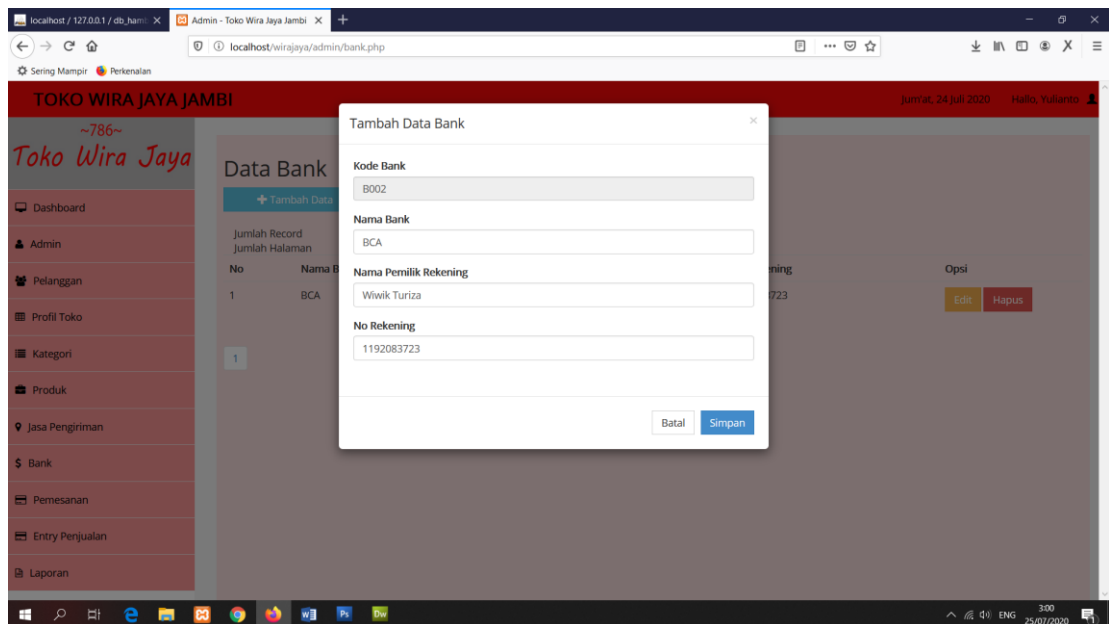 localhost / 127.0.0.1 / db_hamb
Admin - Toko Wira Jaya Jambi
localhost/wirajaya/admin/bank.php
Sering Mampir
Perkenalan
TOKO WIRA JAYA JAMBI
Jum'at, 24 Juli 2020
Hallo, Yulianto
~786~
Toko Wira Jaya
Dashboard
Admin
Pelanggan
Profil Toko
Kategori
Produk
Jasa Pengiriman
$ Bank
Pemesanan
Entry Penjualan
Laporan
Data Bank
Tambah Data
Jumlah Record
Jumlah Halaman
No Nama B ening Opsi
1 BCA 3723 Edit Hapus
1
Tambah Data Bank
×
Kode Bank
B002
Nama Bank
BCA
Nama Pemilik Rekening
Wiwik Turiza
No Rekening
1192083723
Batal Simpan
ENG
3:00
25/07/2020